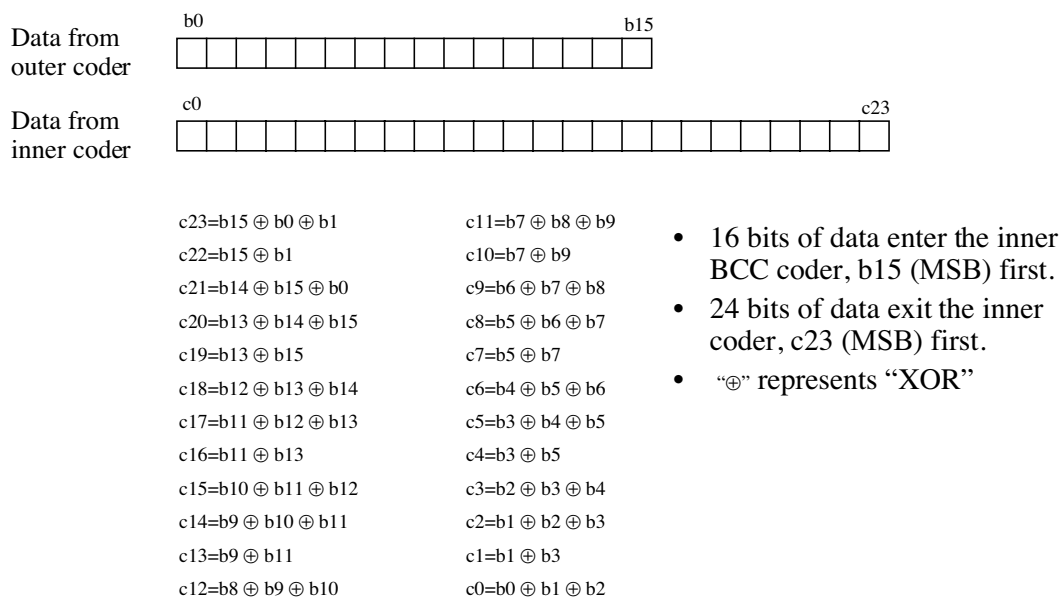 b0
b15
Data from
outer coder
c0
c23
Data from
inner coder
c23=b15 ⊕ b0 ⊕ b1
c22=b15 ⊕ b1
c21=b14 ⊕ b15 ⊕ b0
c20=b13 ⊕ b14 ⊕ b15
c19=b13 ⊕ b15
c18=b12 ⊕ b13 ⊕ b14
c17=b11 ⊕ b12 ⊕ b13
c16=b11 ⊕ b13
c15=b10 ⊕ b11 ⊕ b12
c14=b9 ⊕ b10 ⊕ b11
c13=b9 ⊕ b11
c12=b8 ⊕ b9 ⊕ b10
c11=b7 ⊕ b8 ⊕ b9
c10=b7 ⊕ b9
c9=b6 ⊕ b7 ⊕ b8
c8=b5 ⊕ b6 ⊕ b7
c7=b5 ⊕ b7
c6=b4 ⊕ b5 ⊕ b6
c5=b3 ⊕ b4 ⊕ b5
c4=b3 ⊕ b5
c3=b2 ⊕ b3 ⊕ b4
c2=b1 ⊕ b2 ⊕ b3
c1=b1 ⊕ b3
c0=b0 ⊕ b1 ⊕ b2
• 16 bits of data enter the inner
BCC coder, b15 (MSB) first.
• 24 bits of data exit the inner
coder, c23 (MSB) first.
• “⊕” represents “XOR”